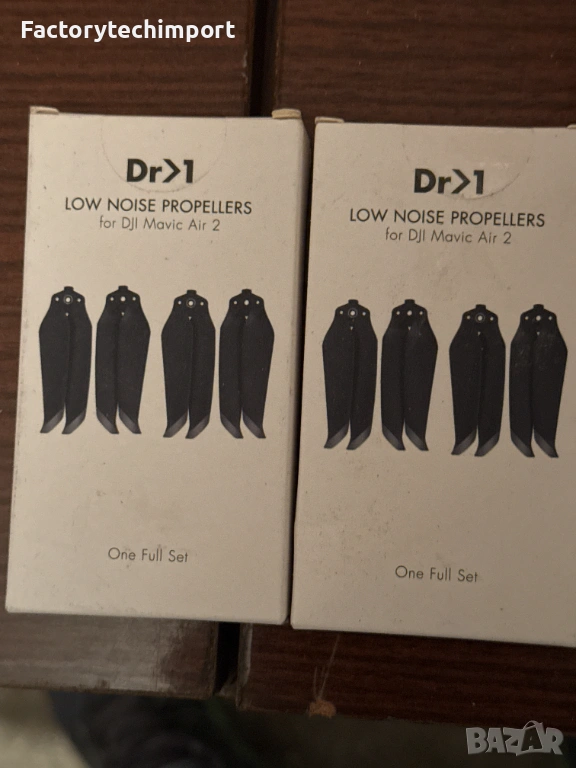 Factorytechimport
Dr>1
LOW NOISE PROPELLERS
for DJI Mavic Air 2
One Full Set
Dr>1
LOW NOISE PROPELLERS
for DJI Mavic Air 2
One Full Set
BAZAR